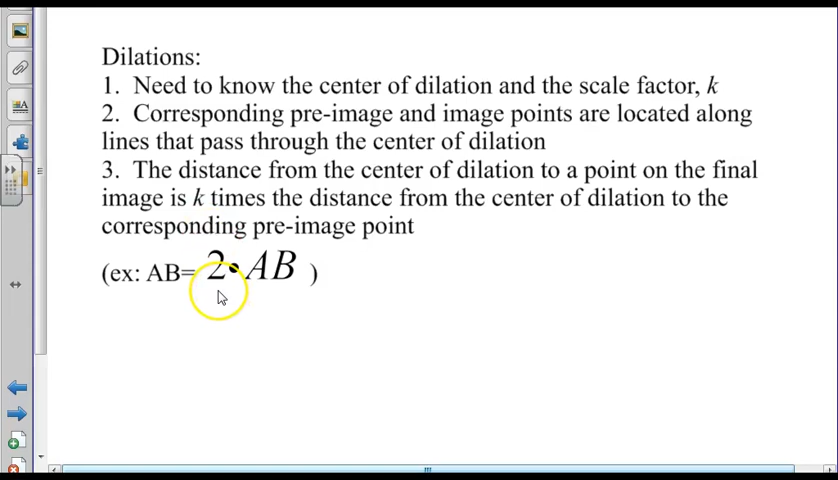 Dilations:
1. Need to know the center of dilation and the scale factor, k
2. Corresponding pre-image and image points are located along
lines that pass through the center of dilation
3. The distance from the center of dilation to a point on the final
image is k times the distance from the center of dilation to the
corresponding pre-image point
(ex: AB= 2•AB )